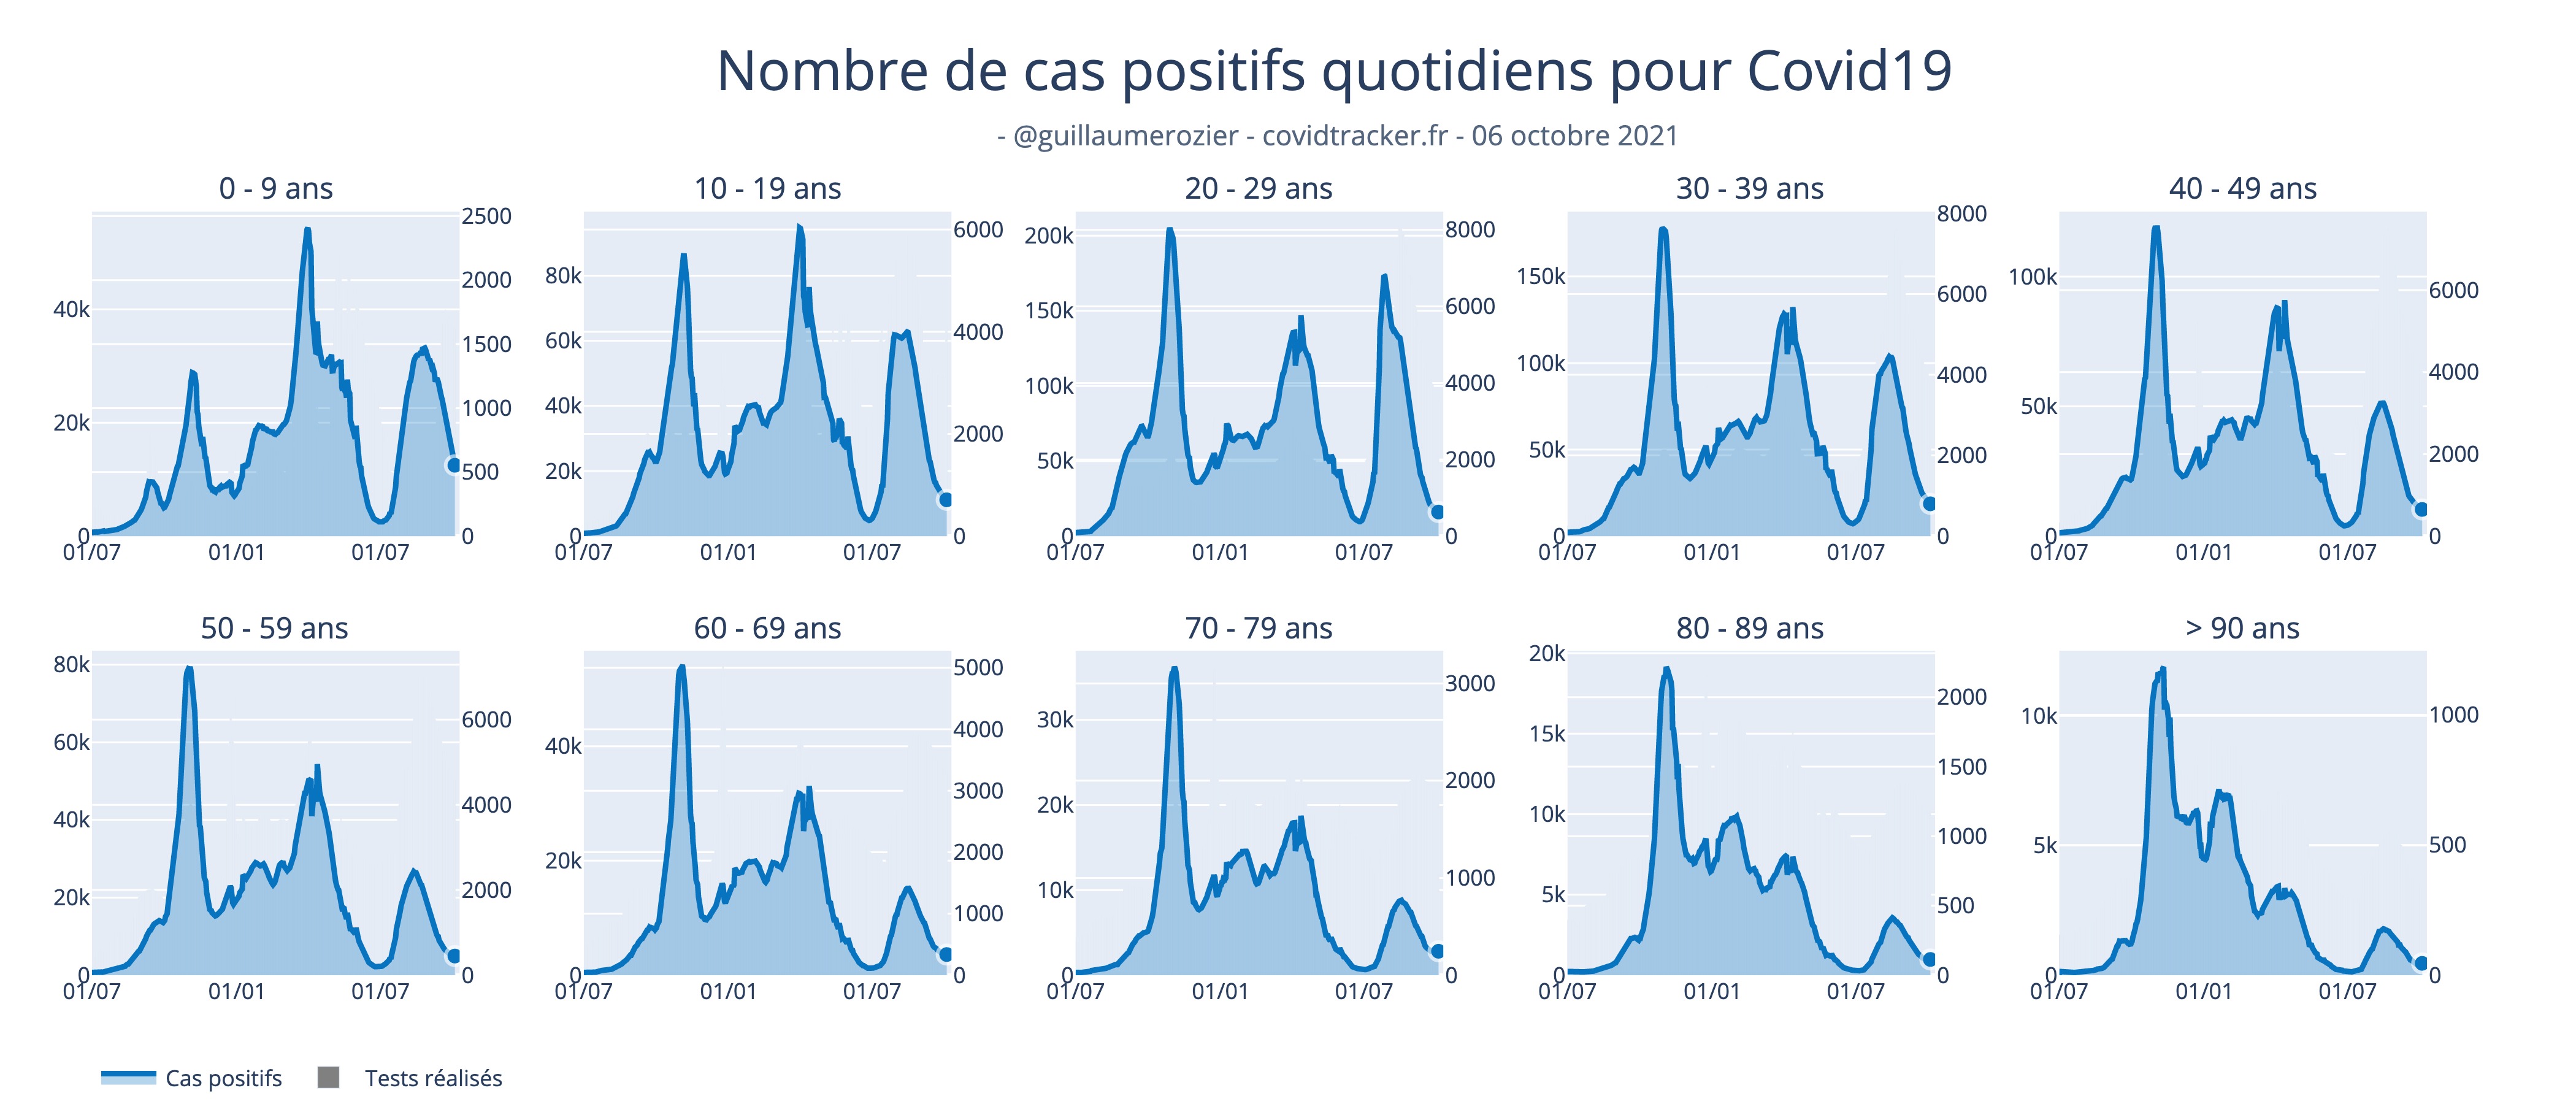 Nombre de cas positifs quotidiens pour Covid19
- @guillaumerozier - covidtracker.fr - 06 octobre 2021
0 - 9 ans
10 - 19 ans
20 - 29 ans
30 - 39 ans
40 - 49 ans
2500
2000
1500
1000
500
0
40k
20k
0
01/07 01/01 01/07
6000
4000
2000
0
80k
60k
40k
20k
0
01/07 01/01 01/07
8000
6000
4000
2000
0
200k
150k
100k
50k
0
01/07 01/01 01/07
8000
6000
4000
2000
0
150k
100k
50k
0
01/07 01/01 01/07
6000
4000
2000
0
100k
50k
0
01/07 01/01 01/07
50 - 59 ans
60 - 69 ans
70 - 79 ans
80 - 89 ans
> 90 ans
80k
60k
40k
20k
0
6000
4000
2000
0
01/07 01/01 01/07
40k
20k
0
5000
4000
3000
2000
1000
0
01/07 01/01 01/07
30k
20k
10k
0
3000
2000
1000
0
01/07 01/01 01/07
20k
15k
10k
5k
0
2000
1500
1000
500
0
01/07 01/01 01/07
10k
5k
0
1000
500
0
01/07 01/01 01/07
Cas positifs Tests réalisés